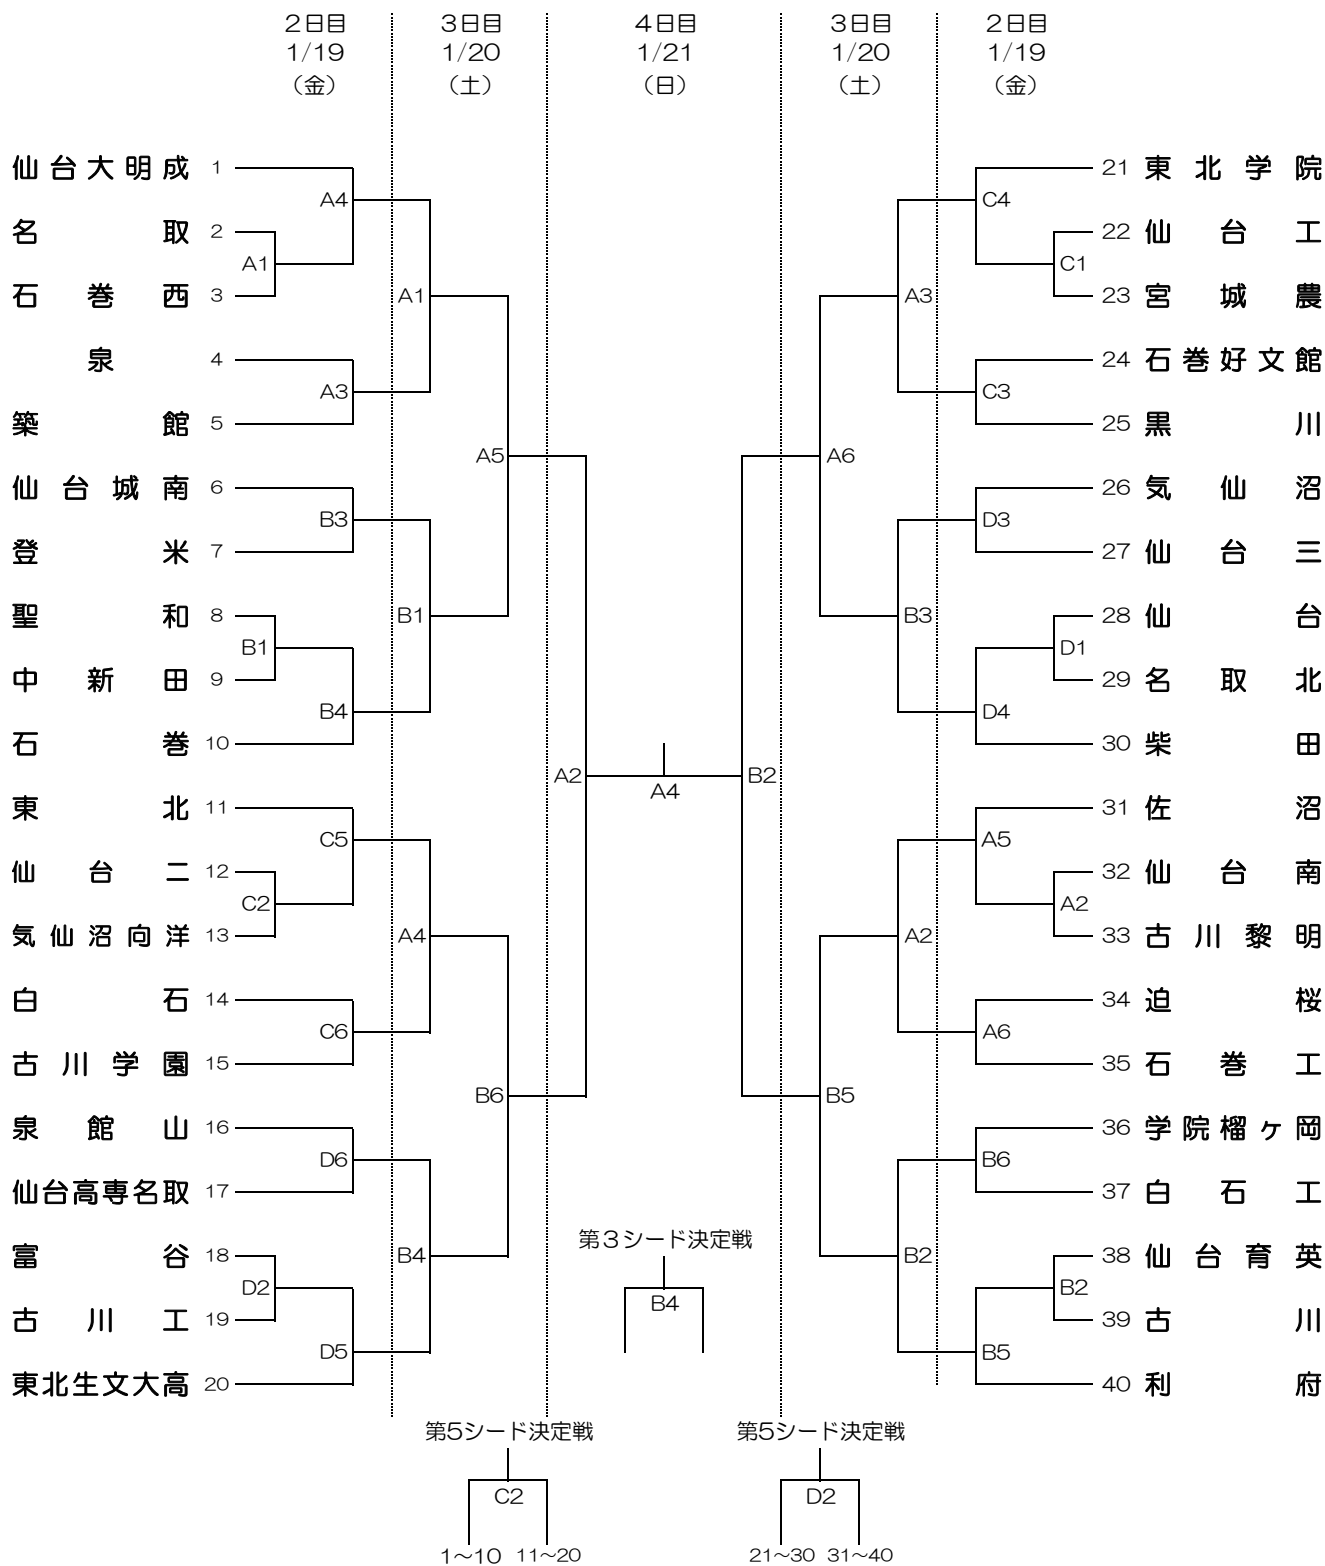 2日目 3日目 4日目 3日目 2日目
1/19 1/20 1/21 1/20 1/19
（金） （土） （日） （土） （金）
仙台大明成 1 21 東北学院
A4 C4
名取 2 22 仙台工
A1 C1
石巻西 3 A1 A3 23 宮城農
泉 4 24 石巻好文館
A3 C3
築館 5 25 黒川
A5 A6
仙台城南 6 26 気仙沼
B3 D3
登米 7 27 仙台三
聖和 8 B1 B3 28 仙台
B1 D1
中新田 9 29 名取北
B4 D4
石巻 10 30 柴田
A2 A4 B2
東北 11 31 佐沼
C5 A5
仙台二 12 32 仙台南
C2 A2
気仙沼向洋 13 A4 A2 33 古川黎明
白石 14 34 迫桜
C6 A6
古川学園 15 35 石巻工
B6 B5
泉館山 16 36 学院榴ヶ岡
D6 B6
仙台高専名取 17 37 白石工
第3シード決定戦
富谷 18 B4 B2 38 仙台育英
D2 B4 B2
古川工 19 39 古川
D5 B5
東北生文大高 20 40 利府
第5シード決定戦 第5シード決定戦
C2 D2
1～10 11～20 21～30 31～40